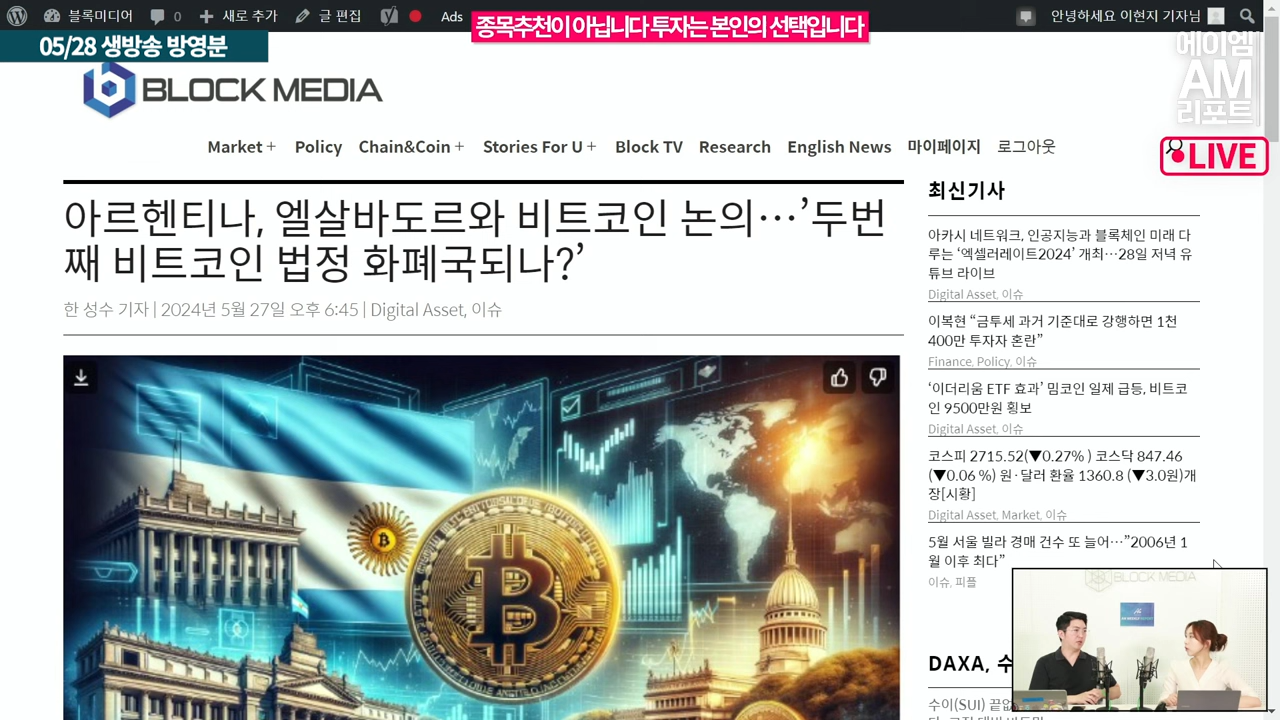 + 새로 추가
글 편집
Ads
안녕하세요 이현지 기자님
종목추천이 아닙니다 투자는 본인의 선택입니다
05/28 생방송 방영분
에이엠
AM
리포트
LIVE
BLOCK MEDIA
Market + Policy Chain&Coin + Stories For U + Block TV Research English News 마이페이지 로그아웃
아르헨티나, 엘살바도르와 비트코인 논의…’두번
째 비트코인 법정 화폐국되나?’
한 성수 기자 | 2024년 5월 27일 오후 6:45 | Digital Asset, 이슈
최신기사
아카시 네트워크, 인공지능과 블록체인 미래 다
루는 ‘엑셀러레이트2024’ 개최…28일 저녁 유
튜브 라이브
Digital Asset, 이슈
이복현 “금투세 과거 기준대로 강행하면 1천
400만 투자자 혼란”
Finance, Policy, 이슈
‘이더리움 ETF 효과’ 밈코인 일제 급등, 비트코
인 9500만원 횡보
Digital Asset, 이슈
코스피 2715.52(▼0.27% ) 코스닥 847.46
(▼0.06 %) 원·달러 환율 1360.8 (▼3.0원)개
장[시황]
Digital Asset, Market, 이슈
5월 서울 빌라 경매 건수 또 늘어…”2006년 1
월 이후 최다”
이슈, 피플
DAXA, 수
수이(SUI)
BLOCK MEDIA